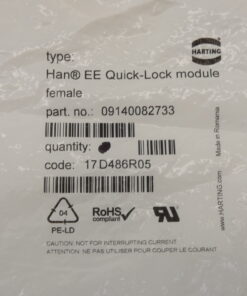 type:
HARTING
Han® EE Quick-Lock module
female
part. no.: 09140082733
quantity:
code: 17D486R05
Made in Romania
www.HARTING.com
04
PE-LD
RoHS
compliant
CAUTION: NOT FOR INTERRUPTING CURRENT
ATTENTION: NE PAS UTILISER POUR COUPER LE COURANT